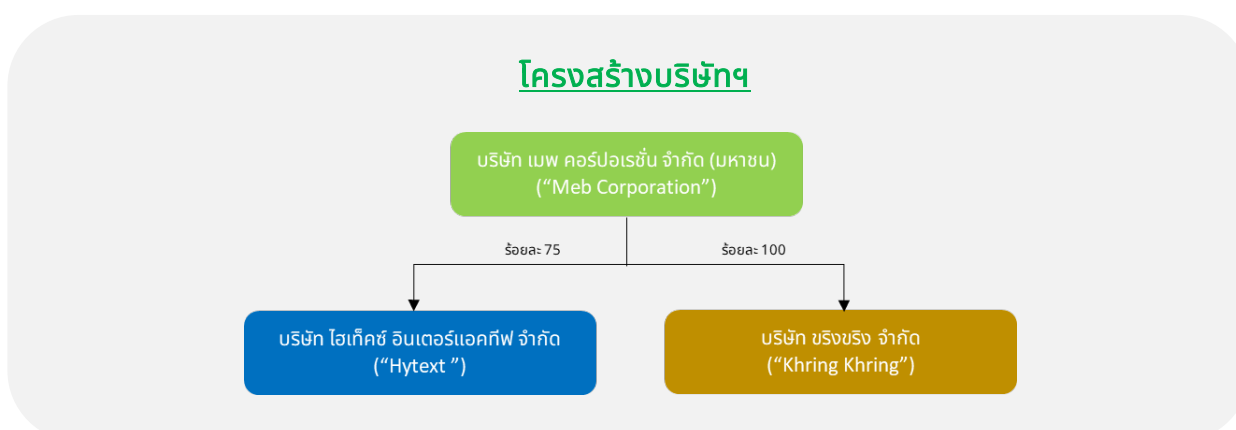 โครงสร้างบริษัทฯ
บริษัท เมพ คอร์ปอเรชั่น จำกัด (มหาชน)
(“Meb Corporation”)
ร้อยละ 75
ร้อยละ 100
บริษัท ไฮเท็คซ์ อินเตอร์แอคทีฟ จำกัด
(“Hytext ”)
บริษัท ขริงขริง จำกัด
(“Khring Khring”)